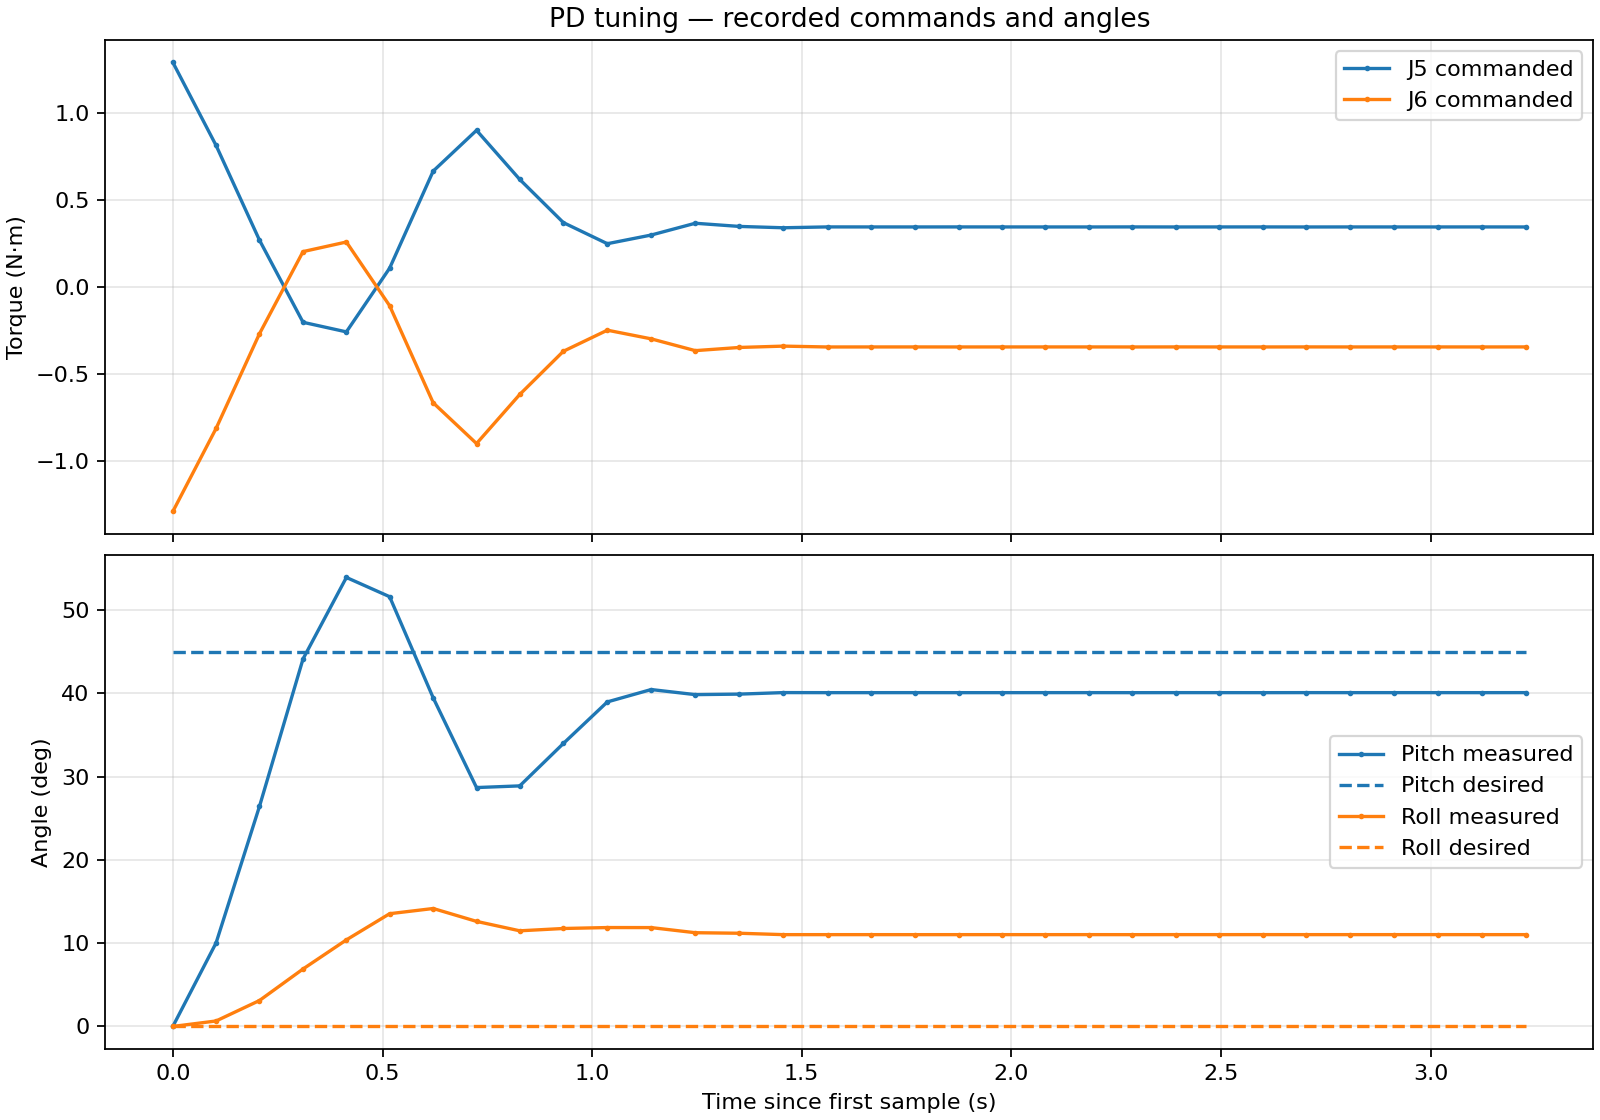 PD tuning — recorded commands and angles
J5 commanded
J6 commanded
Torque (N·m)
1.0
0.5
0.0
−0.5
−1.0
Pitch measured
Pitch desired
Roll measured
Roll desired
Angle (deg)
50
40
30
20
10
0
0.0 0.5 1.0 1.5 2.0 2.5 3.0
Time since first sample (s)